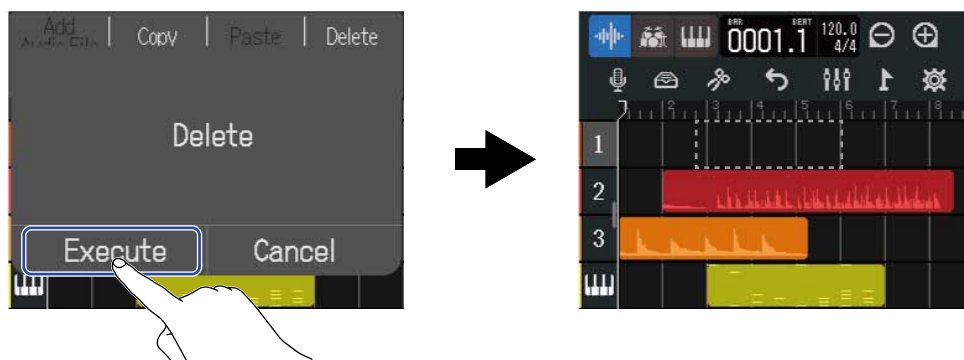 Add Audio File Copy Paste Delete
Delete
Execute Cancel
BAR BEAT
0001.1 120.0 4/4
1 2 3 4 5 6 7 8
1
2
3